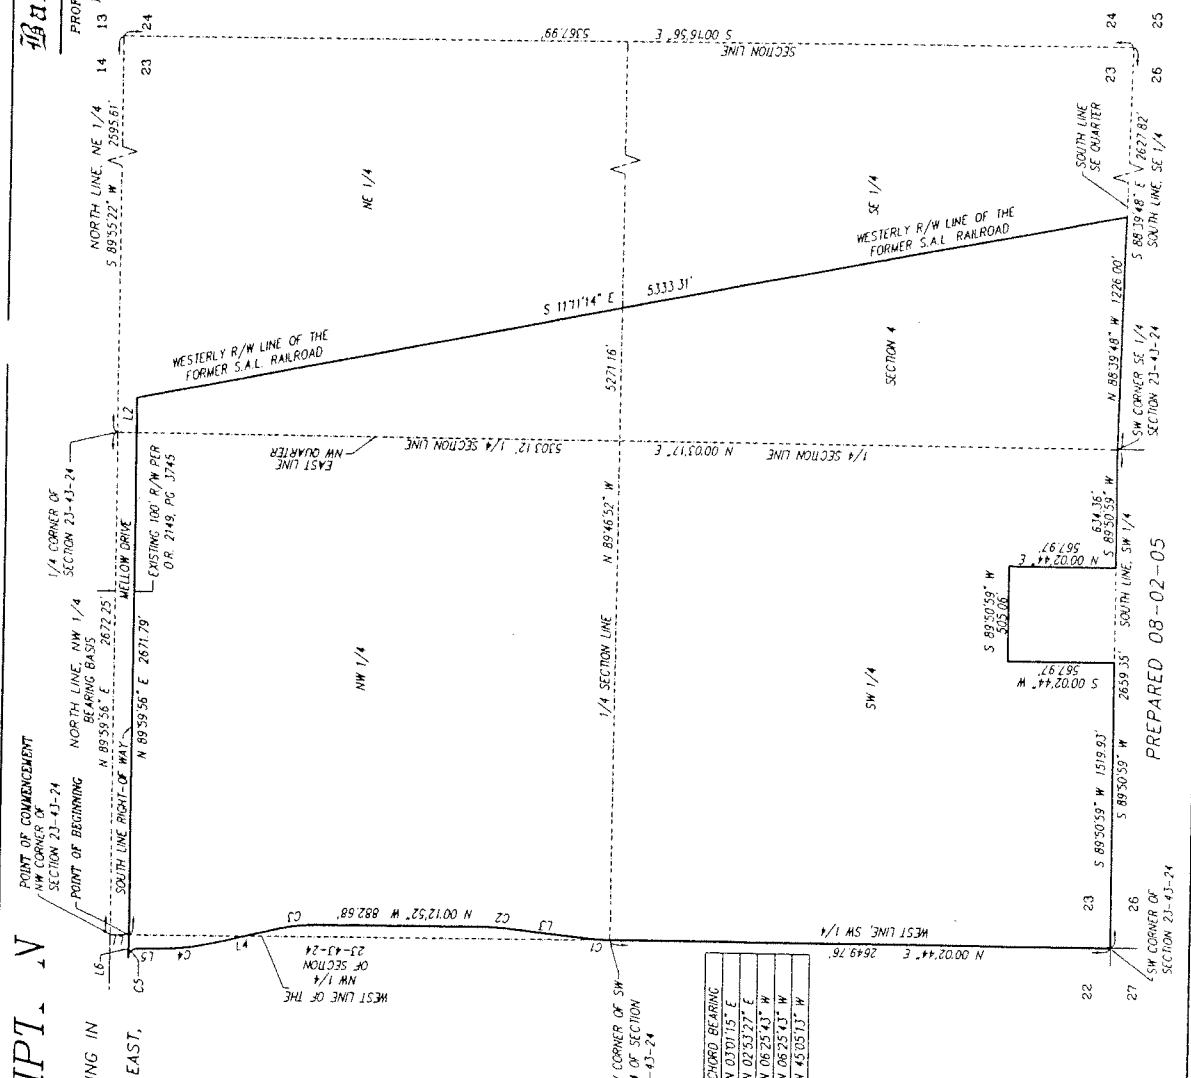 IPT. N
ING IN
EAST,
PROP
13
14
24
23
POINT OF COMMENCEMENT
NW CORNER OF
SECTION 23-43-24
POINT OF BEGINNING
NORTH LINE, NW 1/4
BEARING BASIS
N 89°59'56" E 2672.25'
1/4 CORNER OF
SECTION 23-43-24
NORTH LINE, NE 1/4
S 89°55'22" W 2595.61'
L6
L1
L5
C5
C4
L4
C3
SOUTH LINE RIGHT-OF WAY
MELLOW DRIVE
N 89°59'56" E 2671.79'
EXISTING 100' R/W PER
O.R. 2149, PG 3745
L2
WESTERLY R/W LINE OF THE
FORMER S.A.L. RAILROAD
S 11°11'14" E 5333.31'
EAST LINE
NW QUARTER
5303.12' 1/4 SECTION LINE
N 00°03'17" E
1/4 SECTION LINE
NW 1/4
NE 1/4
S 00°16'56" E 5367.99'
SECTION LINE
WEST LINE OF THE
NW 1/4
OF SECTION
23-43-24
N 00°12'52" W 882.68'
C2
L3
C1
1/4 SECTION LINE
N 89°46'52" W
5271.16'
CORNER OF SW
OF SECTION
-43-24
WESTERLY R/W LINE OF THE
FORMER S.A.L. RAILROAD
SE 1/4
SECTION 4
SW 1/4
N 00°02'44" E 2649.76'
WEST LINE, SW 1/4
CHORD BEARING
N 03°01'15" E
N 02°53'27" E
N 06°25'43" W
N 06°25'43" W
N 45°05'13" W
S 89°50'59" W
505.06'
S 00°02'44" W
567.97'
N 00°02'44" E
567.97'
634.36'
S 89°50'59" W
S 89°50'59" W 1519.93'
S 89°50'59" W 2659.35' SOUTH LINE, SW 1/4
N 88°39'48" W 1226.00'
SW CORNER SE 1/4
SECTION 23-43-24
SOUTH LINE
SE QUARTER
S 88°39'48" E 2627.82'
SOUTH LINE, SE 1/4
22
23
27
26
SW CORNER OF
SECTION 23-43-24
23
24
26
25
PREPARED 08-02-05